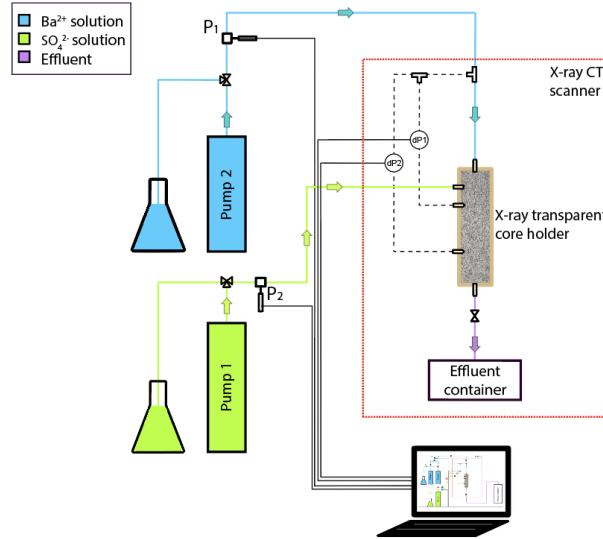 Ba²⁺ solution
SO₄²⁻ solution
Effluent
P₁
X-ray CT
scanner
dP1
dP2
Pump 2
X-ray transparent
core holder
P₂
Pump 1
Effluent
container